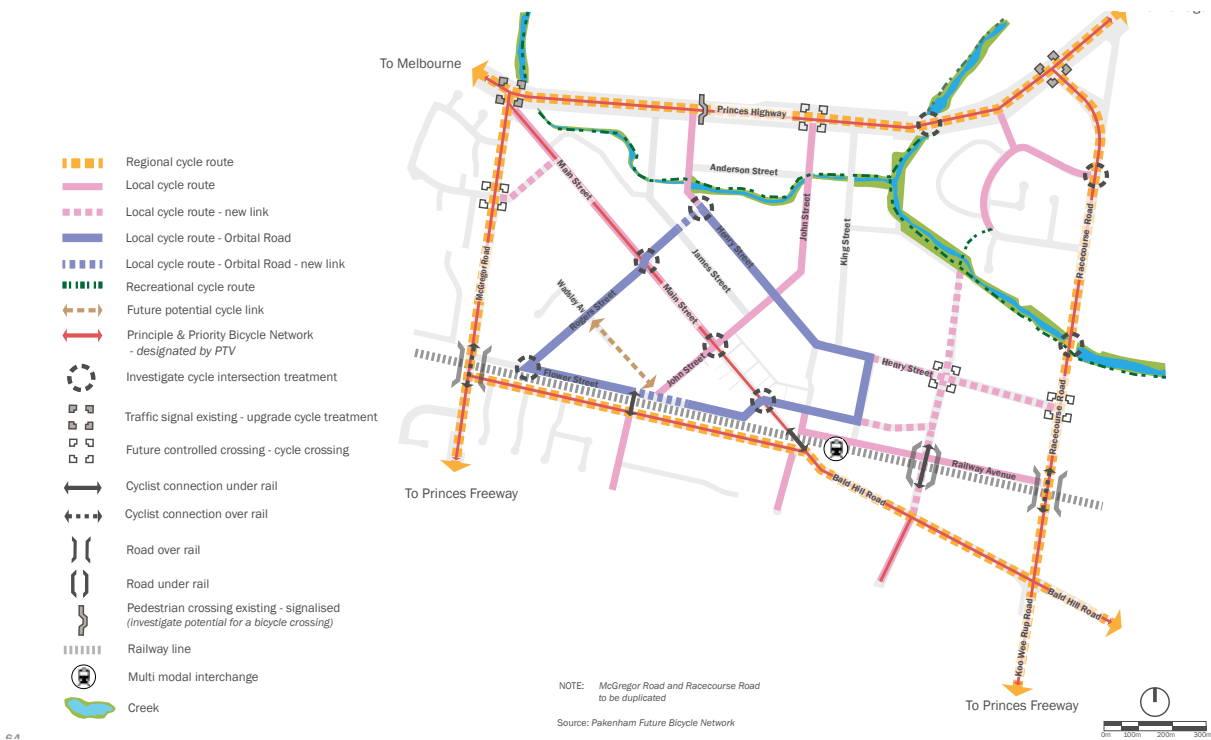 To Melbourne
Princes Highway
Anderson Street
Main Street
McGregor Road
John Street
King Street
Henry Street
James Street
Racecourse Road
Wadsley Av
Rogers Street
Main Street
Flower Street
John Street
Henry Street
Racecourse Road
Railway Avenue
Bald Hill Road
Bald Hill Road
Koo Wee Rup Road
To Princes Freeway
To Princes Freeway
Regional cycle route
Local cycle route
Local cycle route - new link
Local cycle route - Orbital Road
Local cycle route - Orbital Road - new link
Recreational cycle route
Future potential cycle link
Principle & Priority Bicycle Network
- designated by PTV
Investigate cycle intersection treatment
Traffic signal existing - upgrade cycle treatment
Future controlled crossing - cycle crossing
Cyclist connection under rail
Cyclist connection over rail
Road over rail
Road under rail
Pedestrian crossing existing - signalised
(investigate potential for a bicycle crossing)
Railway line
Multi modal interchange
Creek
NOTE: McGregor Road and Racecourse Road
to be duplicated
Source: Pakenham Future Bicycle Network
0m 100m 200m 300m
64